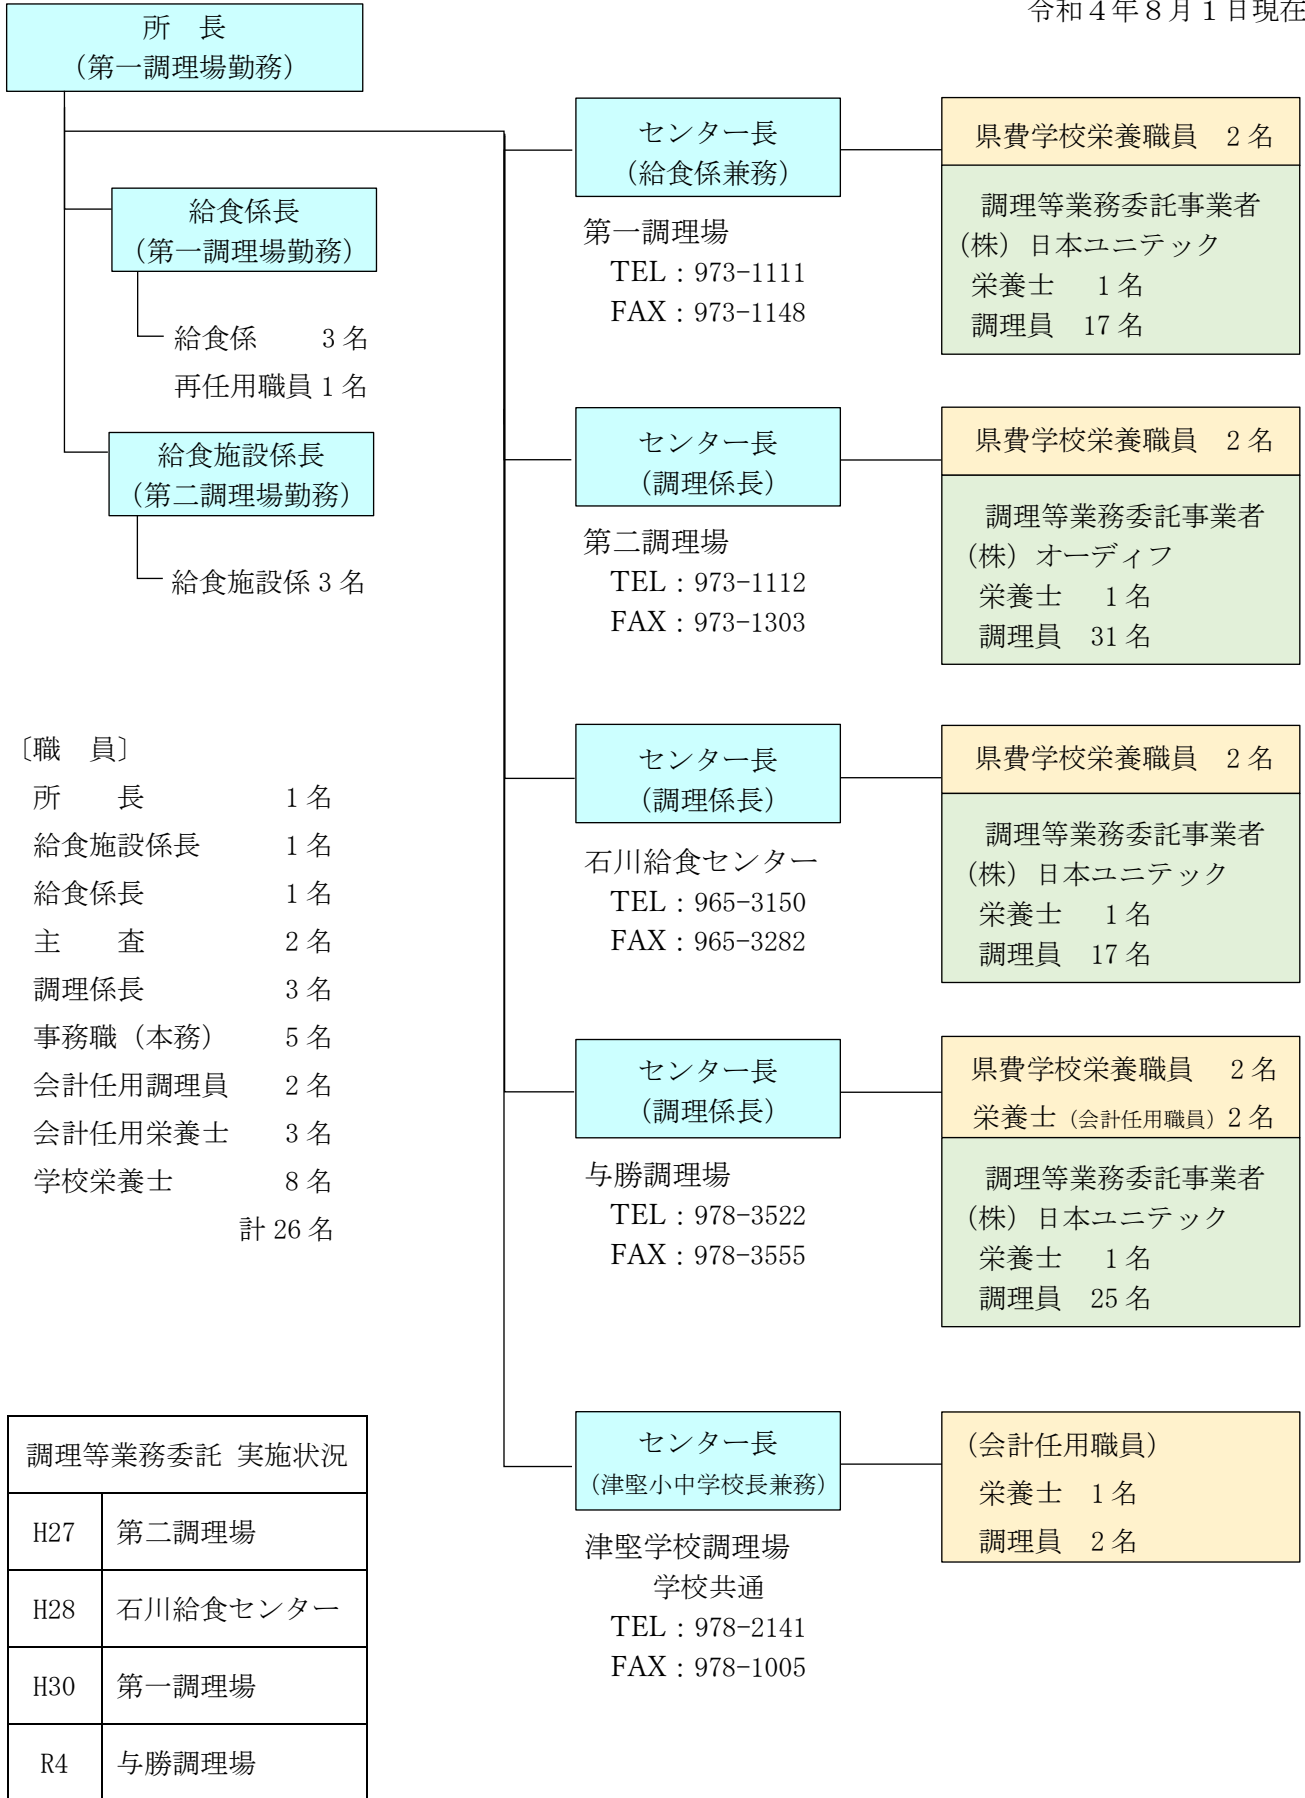 令和４年８月１日現在
所　長
（第一調理場勤務）
給食係長
（第一調理場勤務）
給食係　　3 名
再任用職員 1 名
給食施設係長
（第二調理場勤務）
給食施設係 3 名
センター長
（給食係兼務）
第一調理場
TEL：973-1111
FAX：973-1148
県費学校栄養職員　2 名
調理等業務委託事業者
（株）日本ユニテック
栄養士　1 名
調理員　17 名
センター長
（調理係長）
第二調理場
TEL：973-1112
FAX：973-1303
県費学校栄養職員　2 名
調理等業務委託事業者
（株）オーディフ
栄養士　1 名
調理員　31 名
センター長
（調理係長）
石川給食センター
TEL：965-3150
FAX：965-3282
県費学校栄養職員　2 名
調理等業務委託事業者
（株）日本ユニテック
栄養士　1 名
調理員　17 名
センター長
（調理係長）
与勝調理場
TEL：978-3522
FAX：978-3555
県費学校栄養職員　2 名
栄養士（会計任用職員）2 名
調理等業務委託事業者
（株）日本ユニテック
栄養士　1 名
調理員　25 名
センター長
（津堅小中学校長兼務）
津堅学校調理場
学校共通
TEL：978-2141
FAX：978-1005
（会計任用職員）
栄養士　1 名
調理員　2 名
〔職　員〕
所　　長　　1 名
給食施設係長　　1 名
給食係長　　1 名
主　　査　　2 名
調理係長　　3 名
事務職（本務）　　5 名
会計任用調理員　　2 名
会計任用栄養士　　3 名
学校栄養士　　8 名
計 26 名
調理等業務委託 実施状況
H27　第二調理場
H28　石川給食センター
H30　第一調理場
R4　与勝調理場